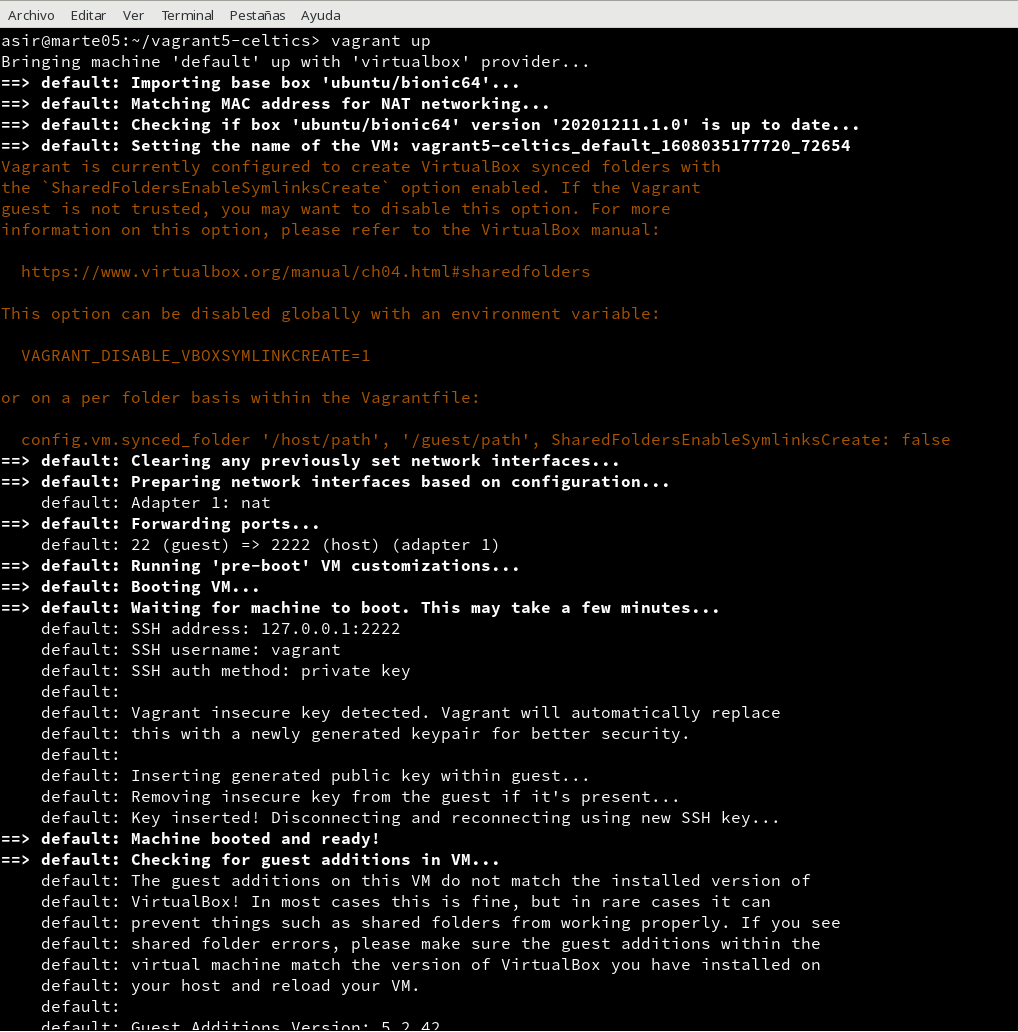 Archivo Editar Ver Terminal Pestañas Ayuda
asir@marte05:~/vagrant5-celtics> vagrant up
Bringing machine 'default' up with 'virtualbox' provider...
==> default: Importing base box 'ubuntu/bionic64'...
==> default: Matching MAC address for NAT networking...
==> default: Checking if box 'ubuntu/bionic64' version '20201211.1.0' is up to date...
==> default: Setting the name of the VM: vagrant5-celtics_default_1608035177720_72654
Vagrant is currently configured to create VirtualBox synced folders with
the `SharedFoldersEnableSymlinksCreate` option enabled. If the Vagrant
guest is not trusted, you may want to disable this option. For more
information on this option, please refer to the VirtualBox manual:
https://www.virtualbox.org/manual/ch04.html#sharedfolders
This option can be disabled globally with an environment variable:
VAGRANT_DISABLE_VBOXSYMLINKCREATE=1
or on a per folder basis within the Vagrantfile:
config.vm.synced_folder '/host/path', '/guest/path', SharedFoldersEnableSymlinksCreate: false
==> default: Clearing any previously set network interfaces...
==> default: Preparing network interfaces based on configuration...
default: Adapter 1: nat
==> default: Forwarding ports...
default: 22 (guest) => 2222 (host) (adapter 1)
==> default: Running 'pre-boot' VM customizations...
==> default: Booting VM...
==> default: Waiting for machine to boot. This may take a few minutes...
default: SSH address: 127.0.0.1:2222
default: SSH username: vagrant
default: SSH auth method: private key
default:
default: Vagrant insecure key detected. Vagrant will automatically replace
default: this with a newly generated keypair for better security.
default:
default: Inserting generated public key within guest...
default: Removing insecure key from the guest if it's present...
default: Key inserted! Disconnecting and reconnecting using new SSH key...
==> default: Machine booted and ready!
==> default: Checking for guest additions in VM...
default: The guest additions on this VM do not match the installed version of
default: VirtualBox! In most cases this is fine, but in rare cases it can
default: prevent things such as shared folders from working properly. If you see
default: shared folder errors, please make sure the guest additions within the
default: virtual machine match the version of VirtualBox you have installed on
default: your host and reload your VM.
default:
default: Guest Additions Version: 5.2.42